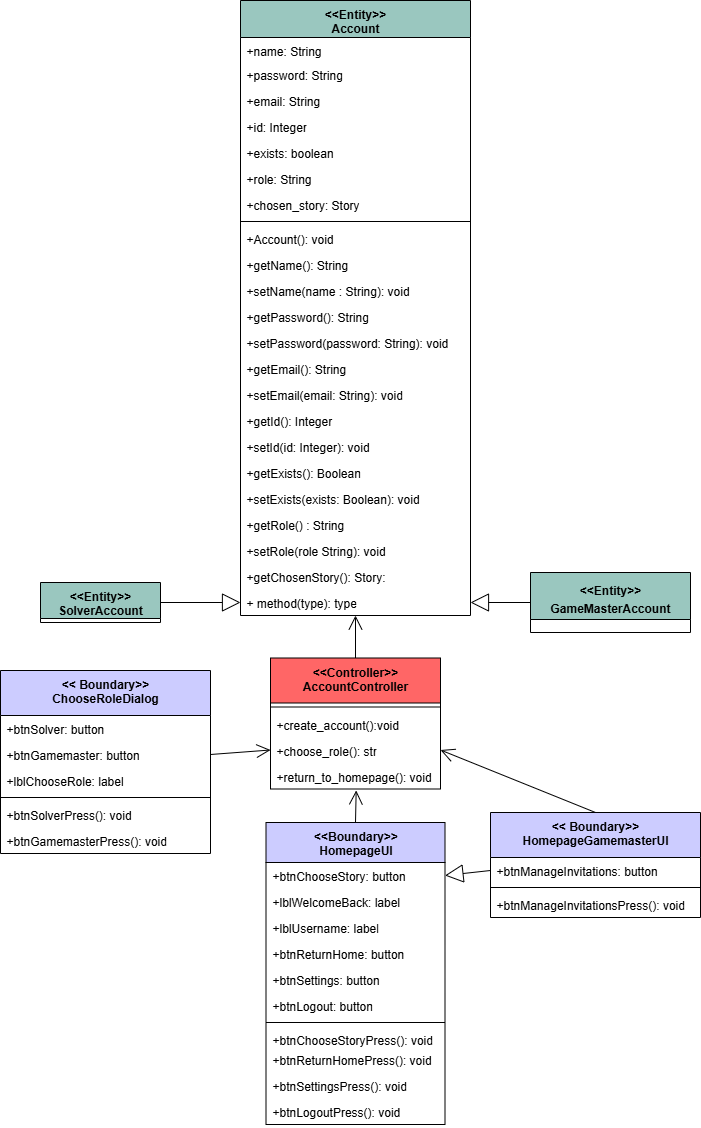 <<Entity>>
Account
+name: String
+password: String
+email: String
+id: Integer
+exists: boolean
+role: String
+chosen_story: Story
+Account(): void
+getName(): String
+setName(name : String): void
+getPassword(): String
+setPassword(password: String): void
+getEmail(): String
+setEmail(email: String): void
+getId(): Integer
+setId(id: Integer): void
+getExists(): Boolean
+setExists(exists: Boolean): void
+getRole() : String
+setRole(role String): void
+getChosenStory(): Story:
+ method(type): type
<<Entity>>
SolverAccount
<<Entity>>
GameMasterAccount
<<Controller>>
AccountController
+create_account():void
+choose_role(): str
+return_to_homepage(): void
<< Boundary>>
ChooseRoleDialog
+btnSolver: button
+btnGamemaster: button
+lblChooseRole: label
+btnSolverPress(): void
+btnGamemasterPress(): void
<<Boundary>>
HomepageUI
+btnChooseStory: button
+lblWelcomeBack: label
+lblUsername: label
+btnReturnHome: button
+btnSettings: button
+btnLogout: button
+btnChooseStoryPress(): void
+btnReturnHomePress(): void
+btnSettingsPress(): void
+btnLogoutPress(): void
<< Boundary>>
HomepageGamemasterUI
+btnManageInvitations: button
+btnManageInvitationsPress(): void